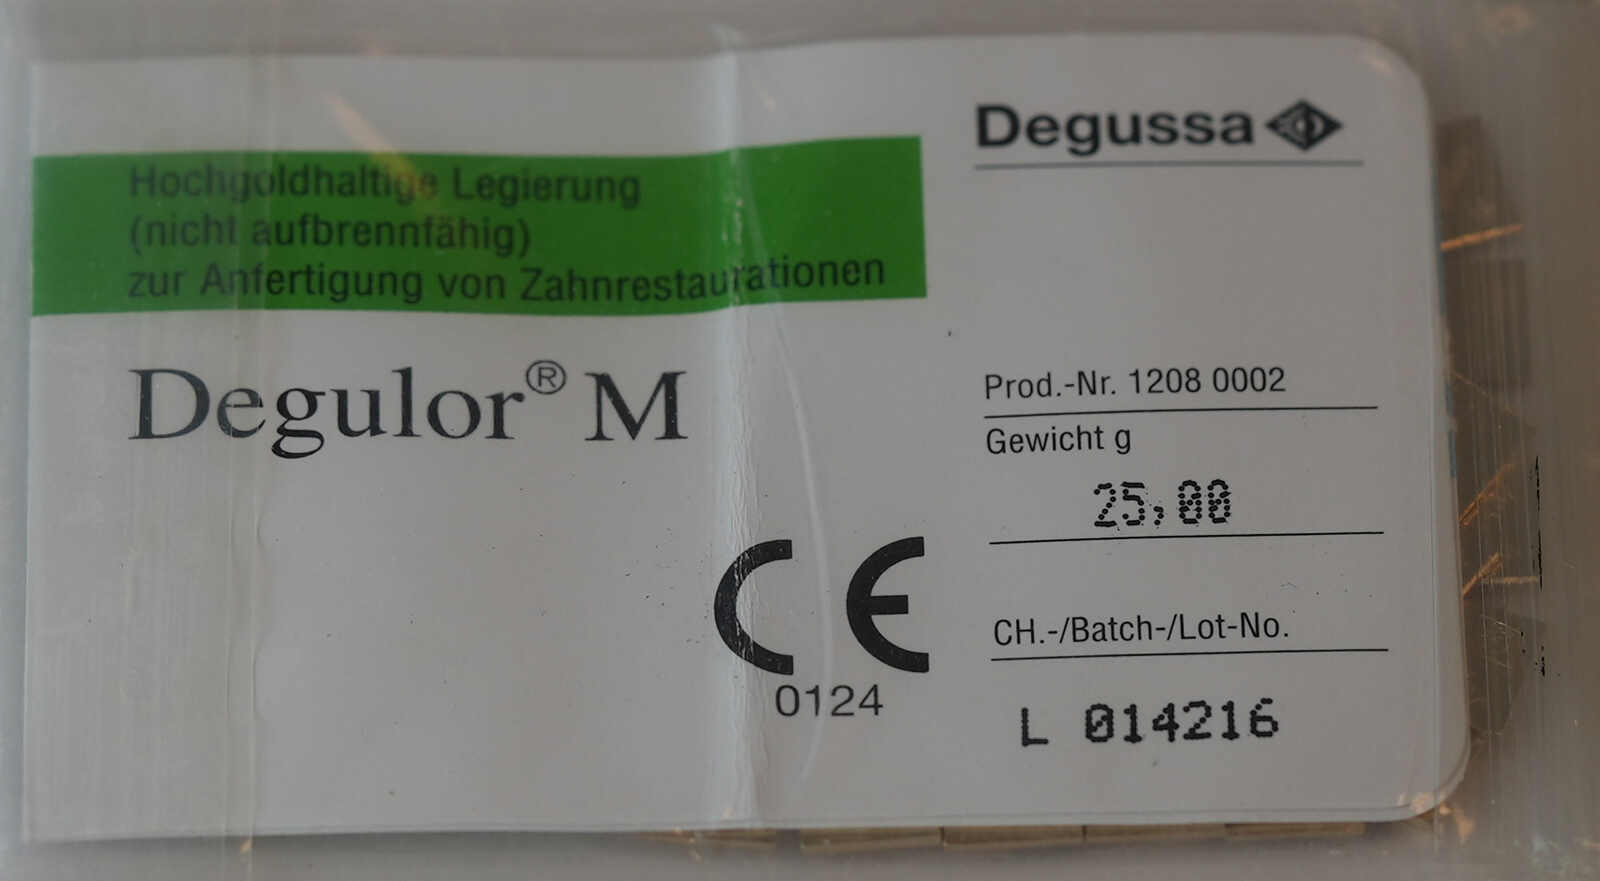 Degussa
Hochgoldhaltige Legierung
(nicht aufbrennfähig)
zur Anfertigung von Zahnrestaurationen
Degulor® M
Prod.-Nr. 1208 0002
Gewicht g
25,00
CE
0124
CH.-/Batch-/Lot-No.
L 014216